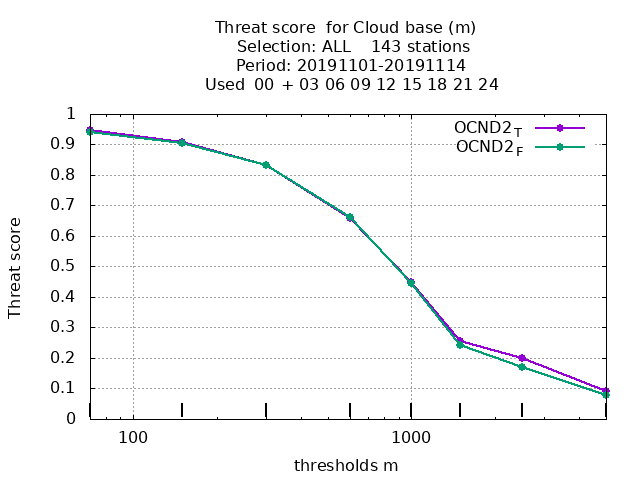 Threat score  for Cloud base (m)
Selection: ALL    143 stations
Period: 20191101-20191114
Used  00  + 03 06 09 12 15 18 21 24
OCND2T
OCND2F
1
0.9
0.8
0.7
0.6
0.5
0.4
0.3
0.2
0.1
0
Threat score
100
1000
thresholds m